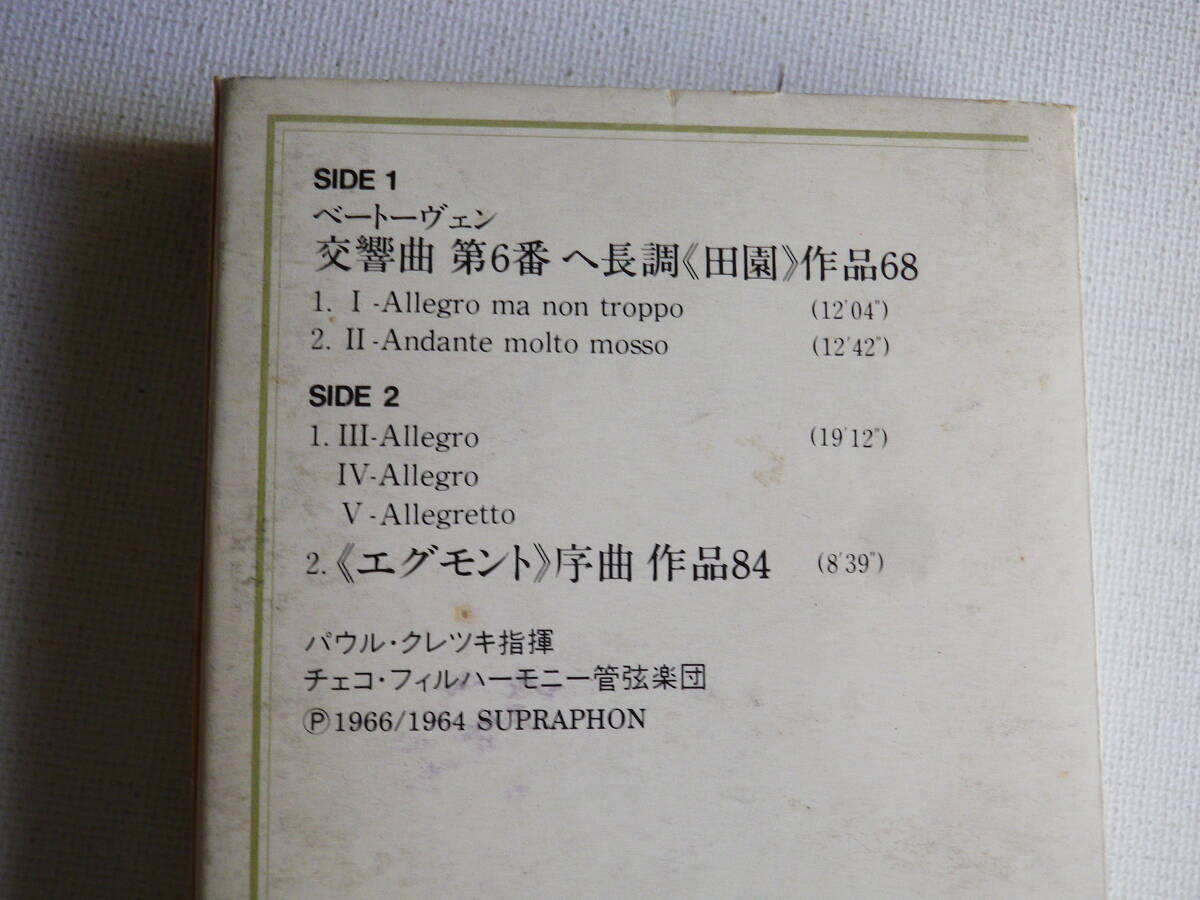 SIDE 1
ベートーヴェン
交響曲 第6番 ヘ長調《田園》作品68
1. I -Allegro ma non troppo (12′04″)
2. II -Andante molto mosso (12′42″)
SIDE 2
1. III-Allegro (19′12″)
IV-Allegro
V -Allegretto
2.《エグモント》序曲 作品84 (8′39″)
パウル・クレツキ指揮
チェコ・フィルハーモニー管弦楽団
Ⓟ1966/1964 SUPRAPHON